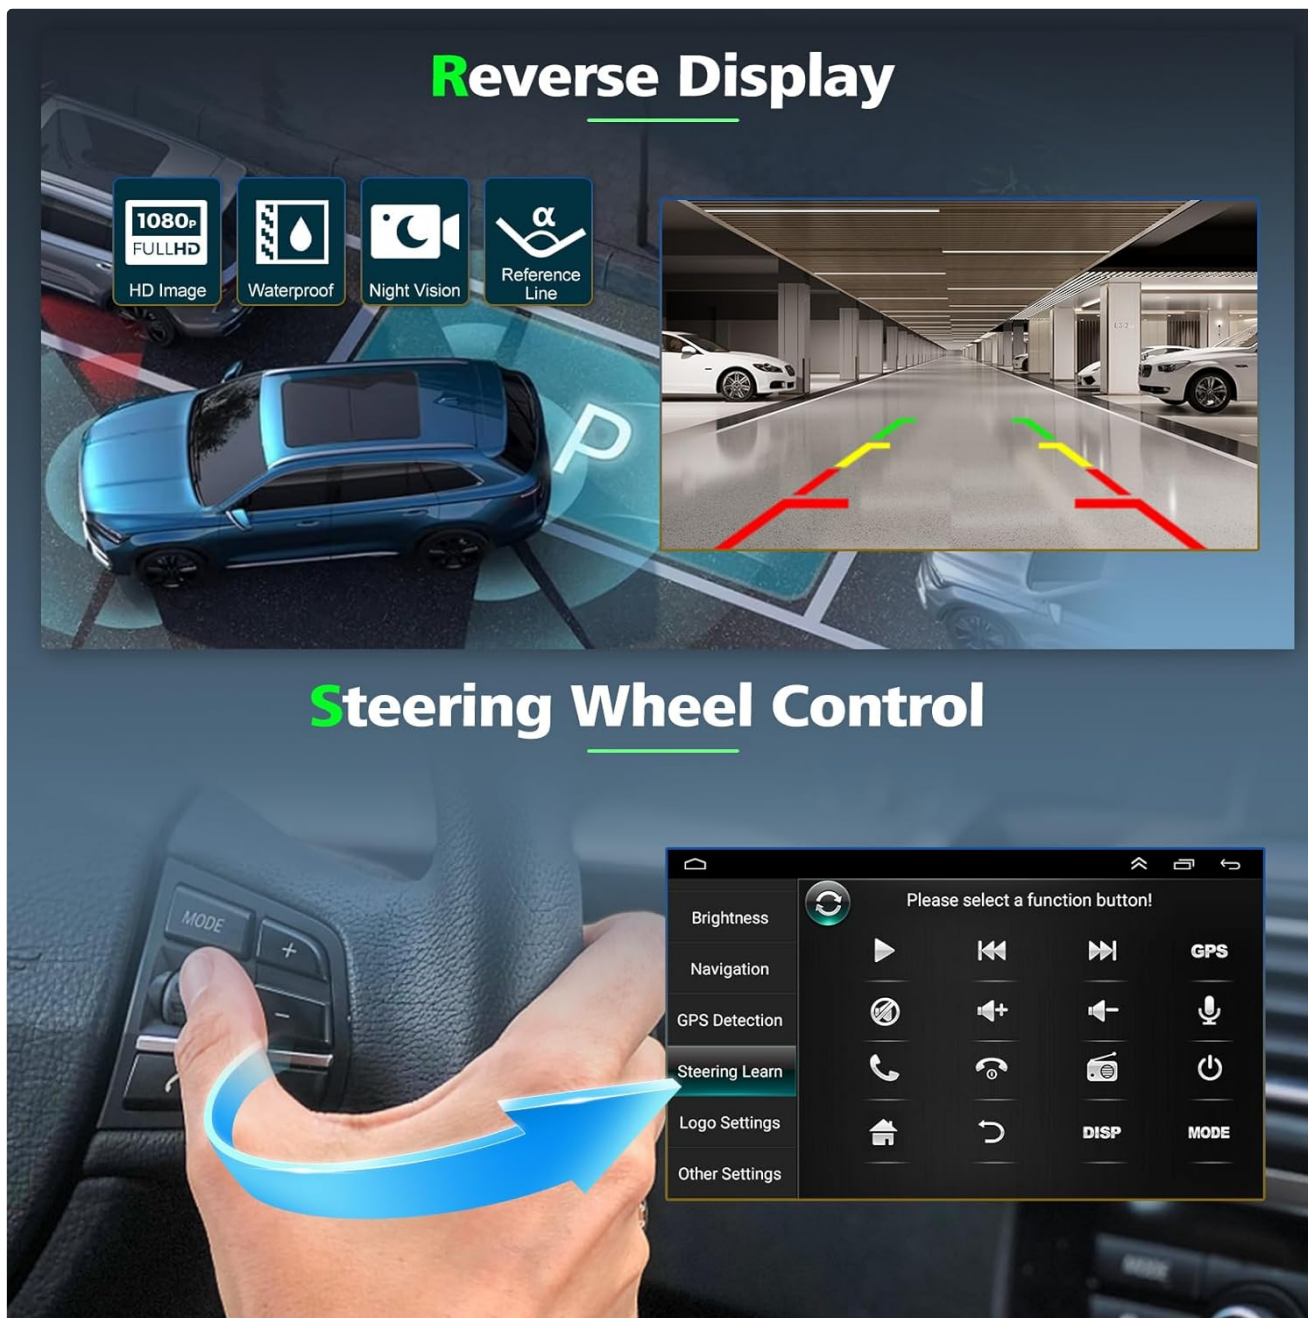 Reverse Display
1080P
FULLHD
HD Image
Waterproof
Night Vision
α
Reference
Line
P
Steering Wheel Control
MODE
+
-
Please select a function button!
Brightness
Navigation
GPS Detection
Steering Learn
Logo Settings
Other Settings
GPS
DISP
MODE